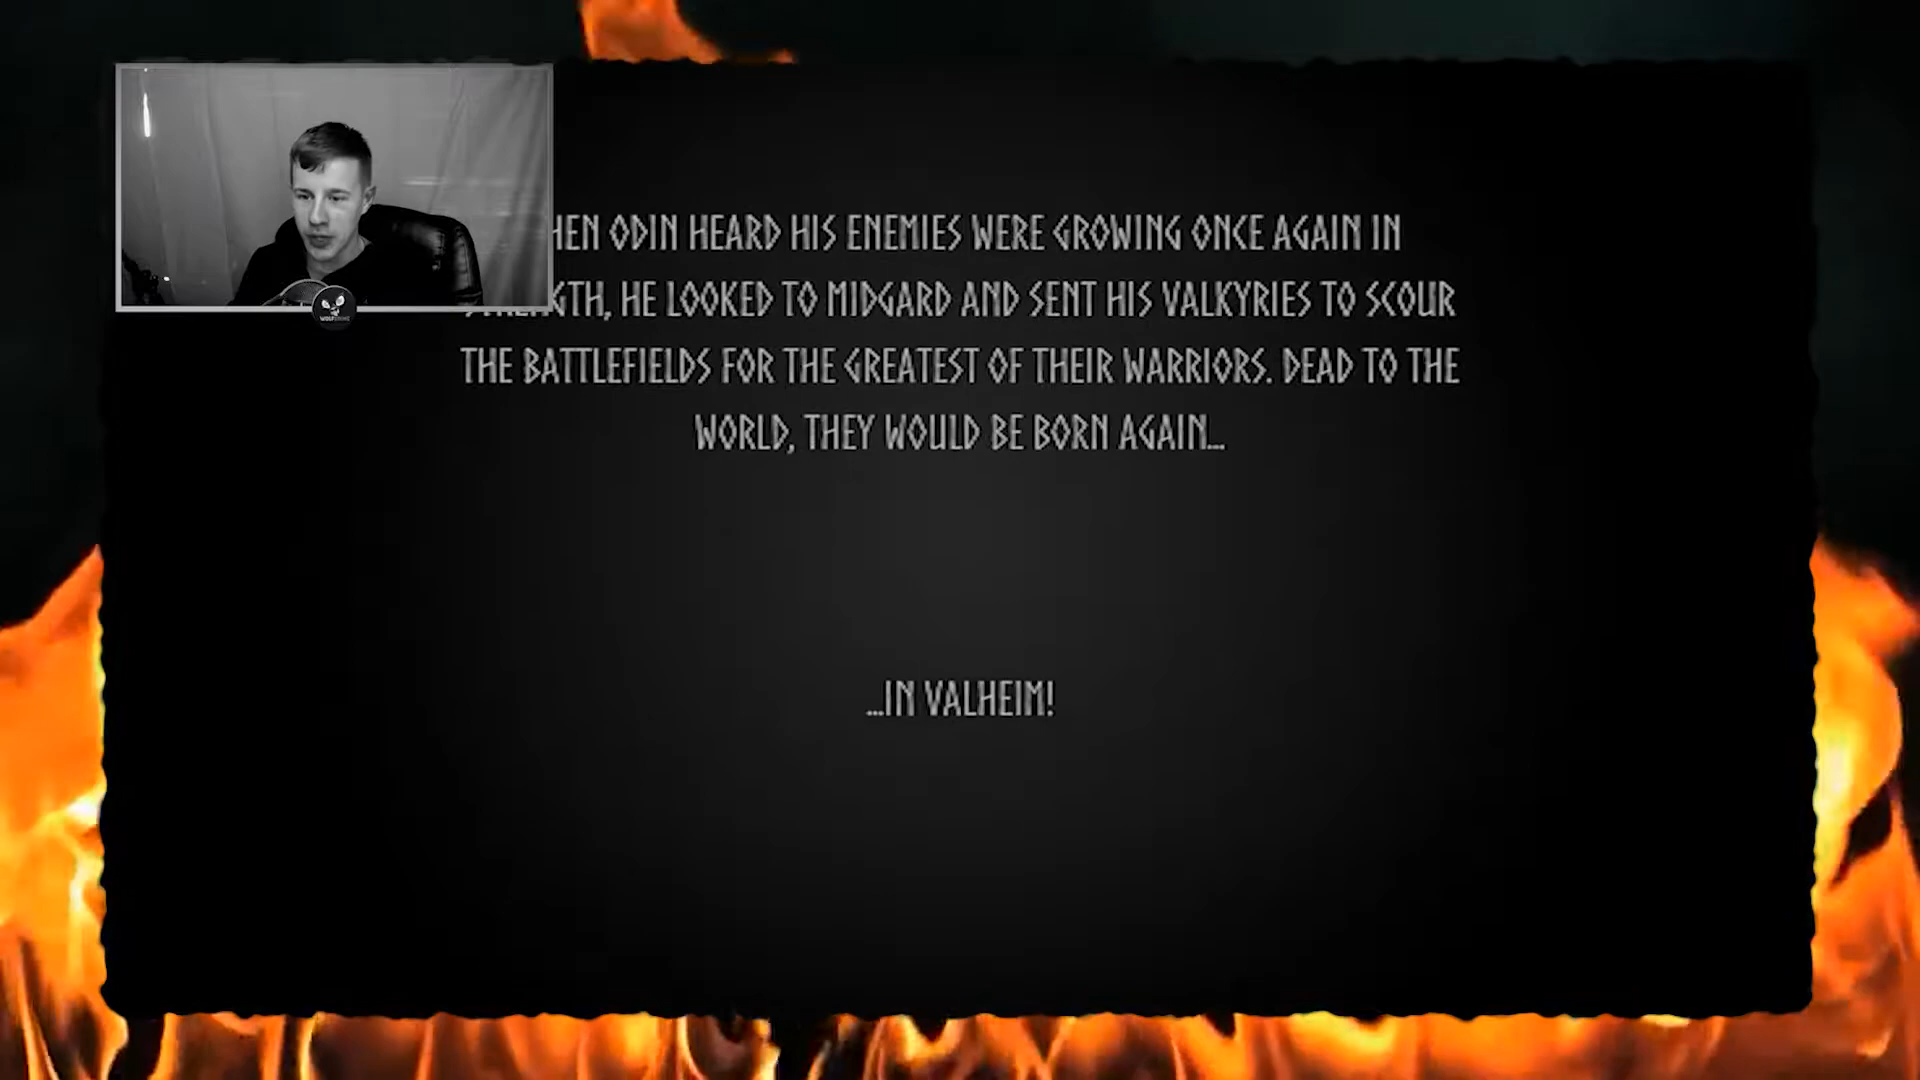 HEN ODIN HEARD HIS ENEMIES WERE GROWING ONCE AGAIN IN
GTH, HE LOOKED TO MIDGARD AND SENT HIS VALKYRIES TO SCOUR
THE BATTLEFIELDS FOR THE GREATEST OF THEIR WARRIORS. DEAD TO THE
WORLD, THEY WOULD BE BORN AGAIN...
...IN VALHEIM!